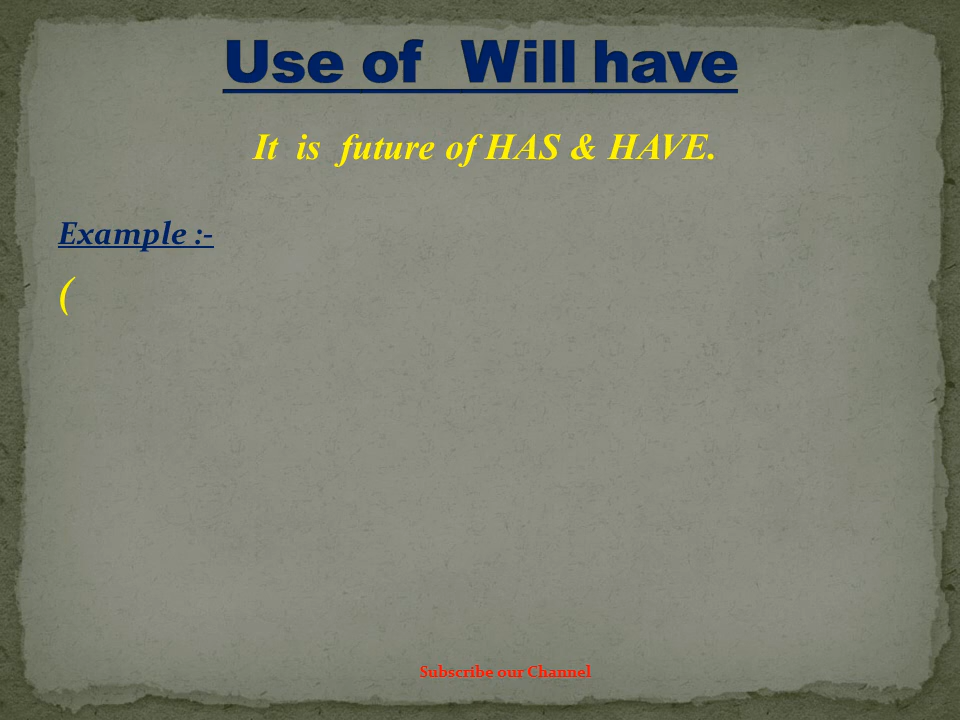 Use of Will have
It is future of HAS & HAVE.
Example :-
(
Subscribe our Channel